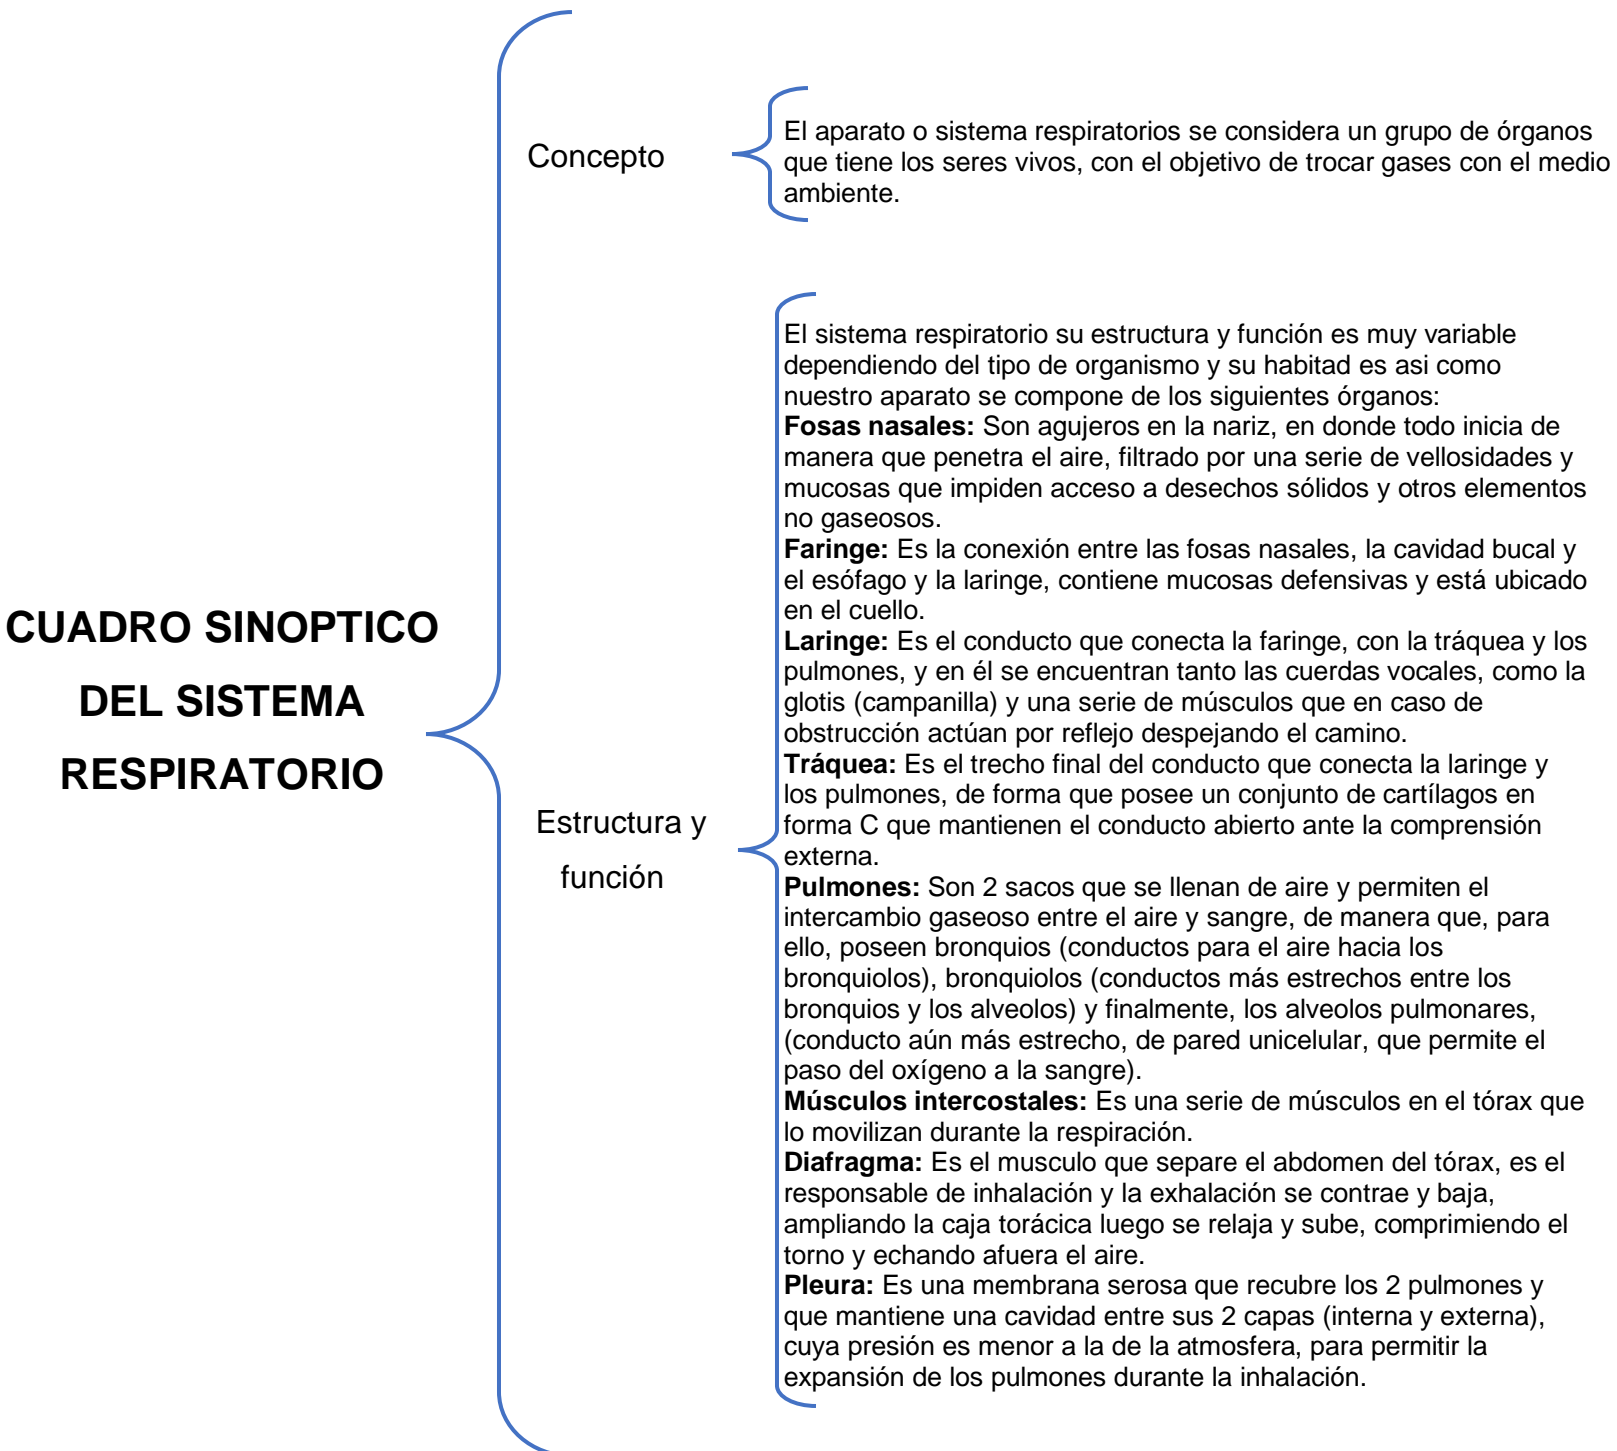 CUADRO SINOPTICO
DEL SISTEMA
RESPIRATORIO
Concepto
El aparato o sistema respiratorios se considera un grupo de órganos
que tiene los seres vivos, con el objetivo de trocar gases con el medio
ambiente.
Estructura y
función
El sistema respiratorio su estructura y función es muy variable
dependiendo del tipo de organismo y su habitad es asi como
nuestro aparato se compone de los siguientes órganos:
Fosas nasales: Son agujeros en la nariz, en donde todo inicia de
manera que penetra el aire, filtrado por una serie de vellosidades y
mucosas que impiden acceso a desechos sólidos y otros elementos
no gaseosos.
Faringe: Es la conexión entre las fosas nasales, la cavidad bucal y
el esófago y la laringe, contiene mucosas defensivas y está ubicado
en el cuello.
Laringe: Es el conducto que conecta la faringe, con la tráquea y los
pulmones, y en él se encuentran tanto las cuerdas vocales, como la
glotis (campanilla) y una serie de músculos que en caso de
obstrucción actúan por reflejo despejando el camino.
Tráquea: Es el trecho final del conducto que conecta la laringe y
los pulmones, de forma que posee un conjunto de cartílagos en
forma C que mantienen el conducto abierto ante la comprensión
externa.
Pulmones: Son 2 sacos que se llenan de aire y permiten el
intercambio gaseoso entre el aire y sangre, de manera que, para
ello, poseen bronquios (conductos para el aire hacia los
bronquiolos), bronquiolos (conductos más estrechos entre los
bronquios y los alveolos) y finalmente, los alveolos pulmonares,
(conducto aún más estrecho, de pared unicelular, que permite el
paso del oxígeno a la sangre).
Músculos intercostales: Es una serie de músculos en el tórax que
lo movilizan durante la respiración.
Diafragma: Es el musculo que separe el abdomen del tórax, es el
responsable de inhalación y la exhalación se contrae y baja,
ampliando la caja torácica luego se relaja y sube, comprimiendo el
torno y echando afuera el aire.
Pleura: Es una membrana serosa que recubre los 2 pulmones y
que mantiene una cavidad entre sus 2 capas (interna y externa),
cuya presión es menor a la de la atmosfera, para permitir la
expansión de los pulmones durante la inhalación.